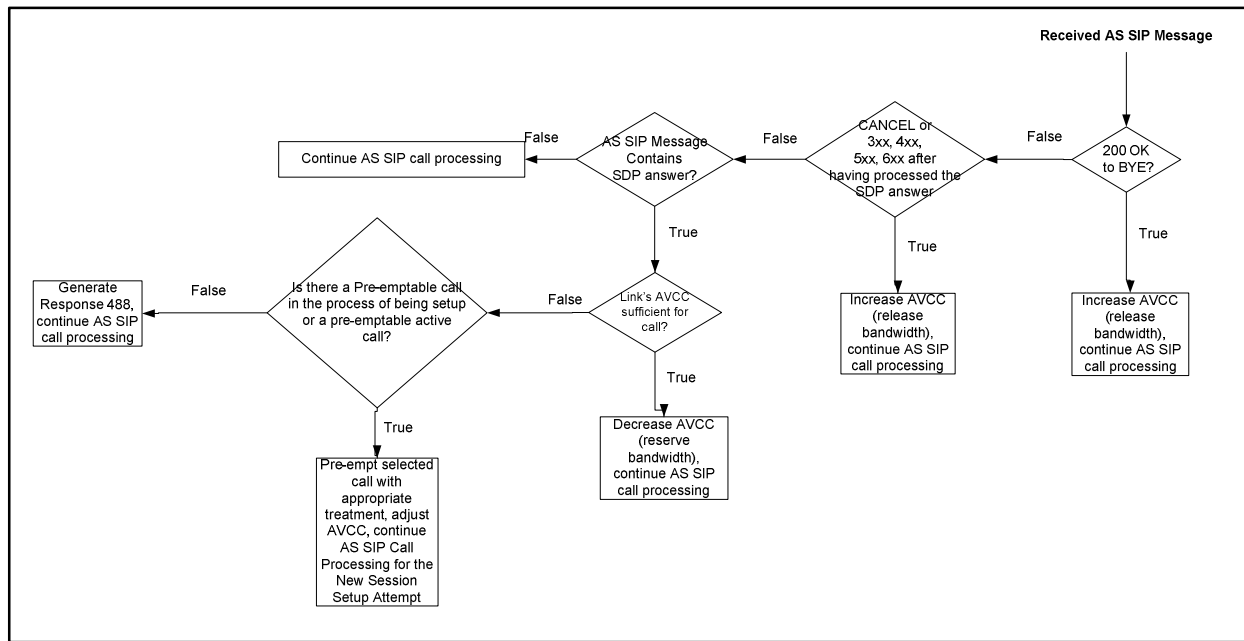 Received AS SIP Message
200 OK
to BYE?
False
True
Increase AVCC
(release
bandwidth),
continue AS SIP
call processing
CANCEL or
3xx, 4xx,
5xx, 6xx after
having processed the
SDP answer
False
True
Increase AVCC
(release bandwidth),
continue AS SIP
call processing
AS SIP Message
Contains
SDP answer?
False
Continue AS SIP call processing
True
Link's AVCC
sufficient for
call?
False
True
Decrease AVCC
(reserve
bandwidth),
continue AS SIP
call processing
Is there a Pre-emptable call
in the process of being setup
or a pre-emptable active
call?
False
Generate
Response 488,
continue AS SIP
call processing
True
Pre-empt selected
call with
appropriate
treatment, adjust
AVCC, continue
AS SIP Call
Processing for the
New Session
Setup Attempt